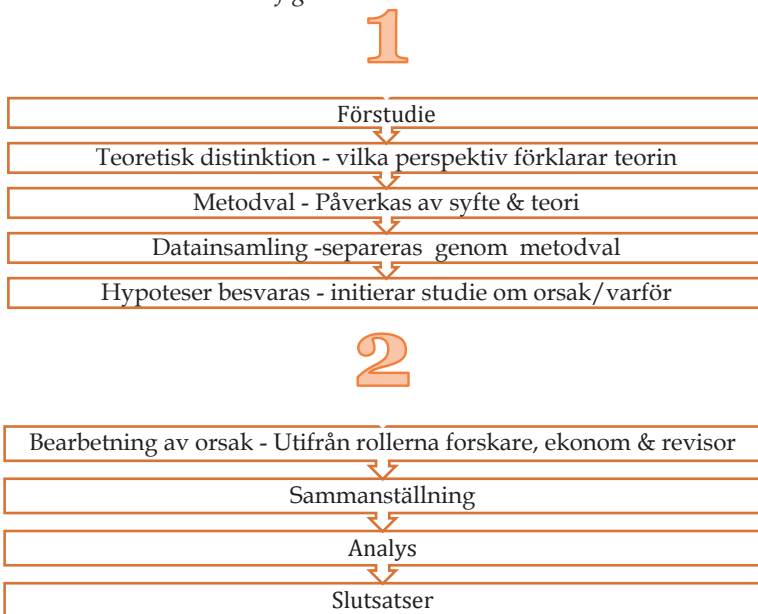 1
Förstudie
Teoretisk distinktion - vilka perspektiv förklarar teorin
Metodval - Påverkas av syfte & teori
Datainsamling -separeras genom metodval
Hypoteser besvaras - initierar studie om orsak/varför
2
Bearbetning av orsak - Utifrån rollerna forskare, ekonom & revisor
Sammanställning
Analys
Slutsatser